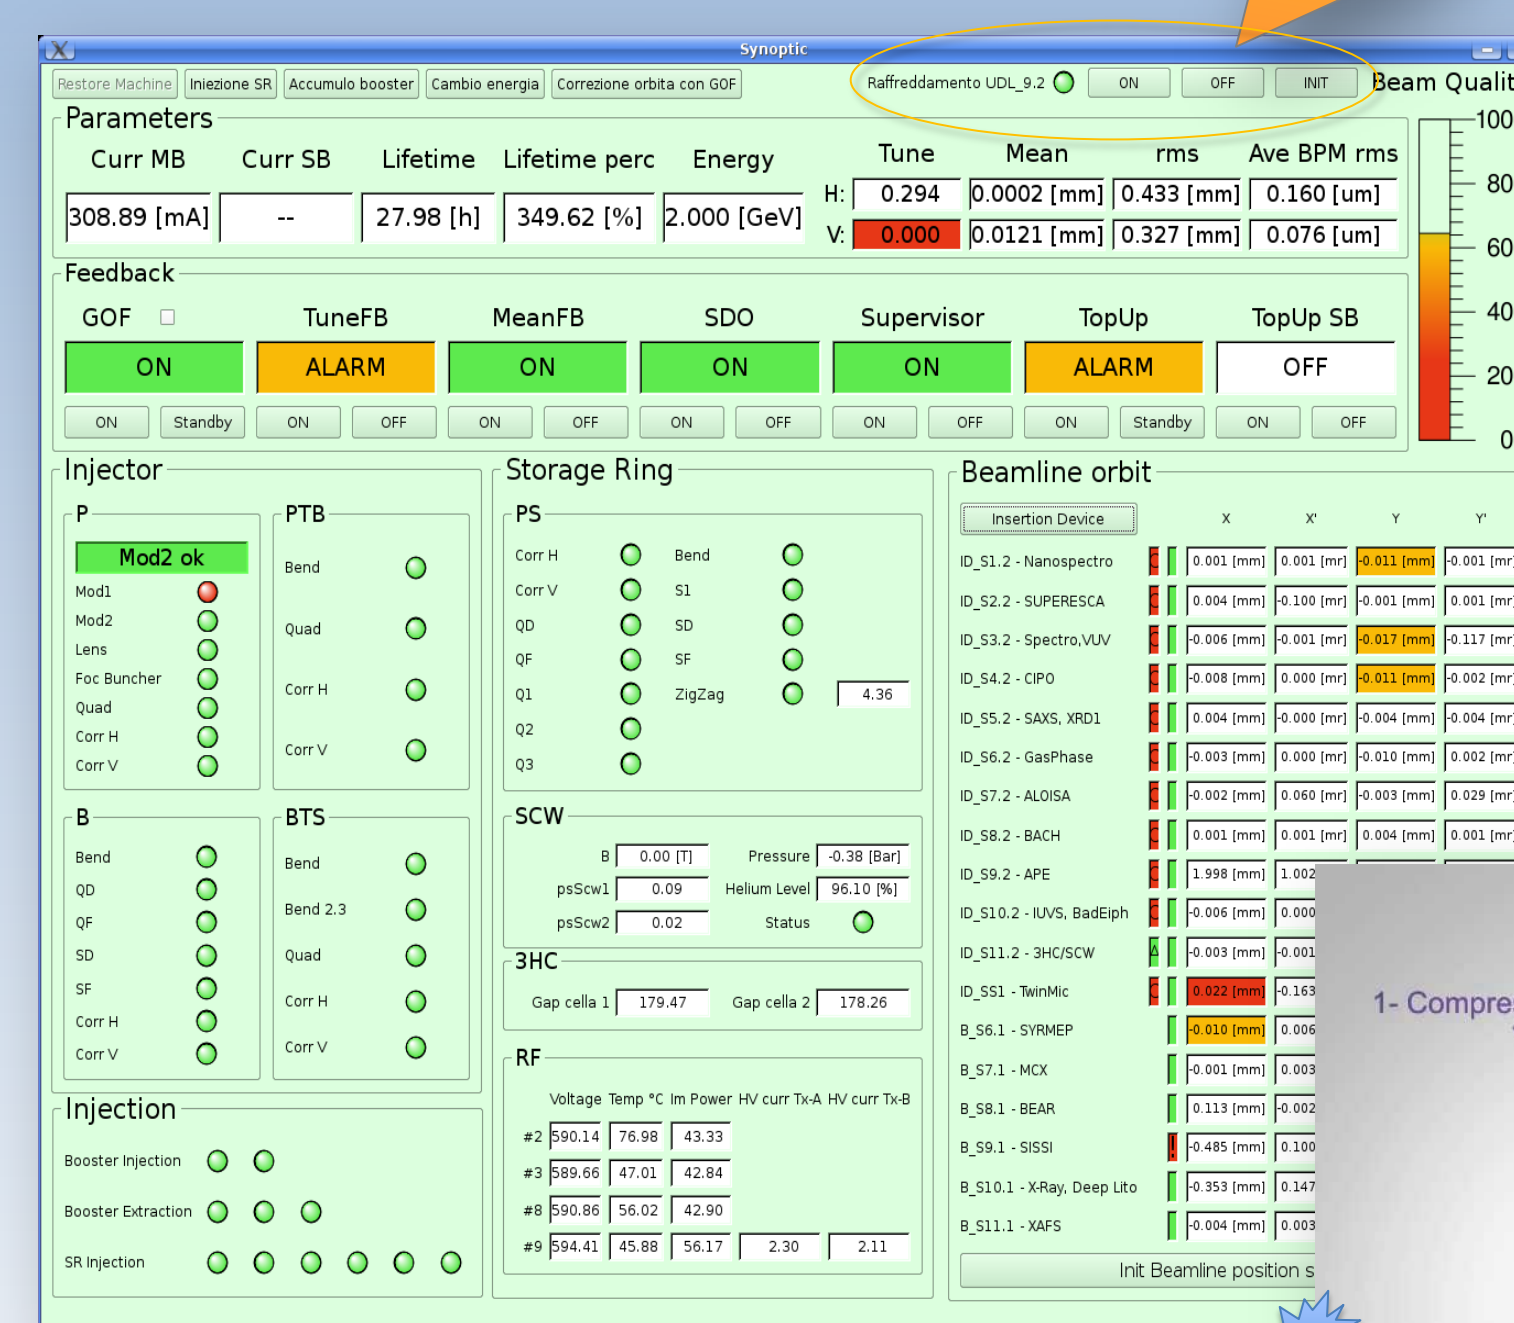 Synoptic
Restore Machine Iniezione SR Accumulo booster Cambio energia Correzione orbita con GOF Raffreddamento UDL_9.2 ON OFF INIT
Beam Qualit
Parameters
Curr MB Curr SB Lifetime Lifetime perc Energy Tune Mean rms Ave BPM rms
308.89 [mA] -- 27.98 [h] 349.62 [%] 2.000 [GeV]
H: 0.294 0.0002 [mm] 0.433 [mm] 0.160 [um]
V: 0.000 0.0121 [mm] 0.327 [mm] 0.076 [um]
100
80
60
40
20
0
Feedback
GOF TuneFB MeanFB SDO Supervisor TopUp TopUp SB
ON ALARM ON ON ON ALARM OFF
ON Standby ON OFF ON OFF ON OFF ON OFF ON Standby ON OFF
Injector
P
Mod2 ok
Mod1
Mod2
Lens
Foc Buncher
Quad
Corr H
Corr V
PTB
Bend
Quad
Corr H
Corr V
B
Bend
QD
QF
SD
SF
Corr H
Corr V
BTS
Bend
Bend 2.3
Quad
Corr H
Corr V
Injection
Booster Injection
Booster Extraction
SR Injection
Storage Ring
PS
Corr H Bend
Corr V S1
QD SD
QF SF
Q1 ZigZag 4.36
Q2
Q3
SCW
B 0.00 [T] Pressure -0.38 [Bar]
psScw1 0.09 Helium Level 96.10 [%]
psScw2 0.02 Status
3HC
Gap cella 1 179.47 Gap cella 2 178.26
RF
Voltage Temp °C Im Power HV curr Tx-A HV curr Tx-B
#2 590.14 76.98 43.33
#3 589.66 47.01 42.84
#8 590.86 56.02 42.90
#9 594.41 45.88 56.17 2.30 2.11
Beamline orbit
Insertion Device X X' Y Y'
ID_S1.2 - Nanospectro 0.001 [mm] 0.001 [mr] -0.011 [mm] -0.001 [mr]
ID_S2.2 - SUPERESCA 0.004 [mm] -0.100 [mr] -0.001 [mm] 0.001 [mr]
ID_S3.2 - Spectro,VUV -0.006 [mm] -0.001 [mr] -0.017 [mm] -0.117 [mr]
ID_S4.2 - CIPO -0.008 [mm] 0.000 [mr] -0.011 [mm] -0.002 [mr]
ID_S5.2 - SAXS, XRD1 0.004 [mm] -0.000 [mr] -0.004 [mm] -0.004 [mr]
ID_S6.2 - GasPhase -0.003 [mm] 0.000 [mr] -0.010 [mm] 0.002 [mr]
ID_S7.2 - ALOISA -0.002 [mm] 0.060 [mr] -0.003 [mm] 0.029 [mr]
ID_S8.2 - BACH 0.001 [mm] 0.001 [mr] 0.004 [mm] 0.001 [mr]
ID_S9.2 - APE 1.998 [mm] 1.002
ID_S10.2 - IUVS, BadEiph -0.006 [mm] 0.000
ID_S11.2 - 3HC/SCW -0.003 [mm] -0.001
ID_SS1 - TwinMic 0.022 [mm] -0.163
B_S6.1 - SYRMEP -0.010 [mm] 0.006
B_S7.1 - MCX -0.001 [mm] 0.003
B_S8.1 - BEAR 0.113 [mm] -0.002
B_S9.1 - SISSI ! -0.485 [mm] 0.100
B_S10.1 - X-Ray, Deep Lito -0.353 [mm] 0.147
B_S11.1 - XAFS -0.004 [mm] 0.003
Init Beamline position s
1- Compres